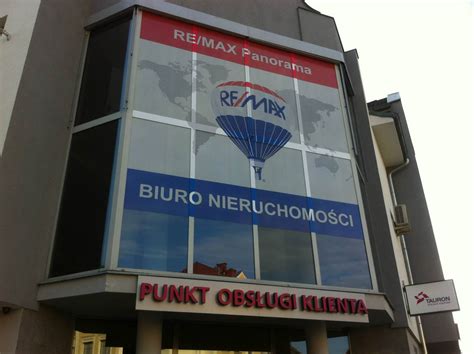 RE/MAX Panorama
RE/MAX
BIURO NIERUCHOMOŚCI
PUNKT OBSŁUGI KLIENTA
TAURON